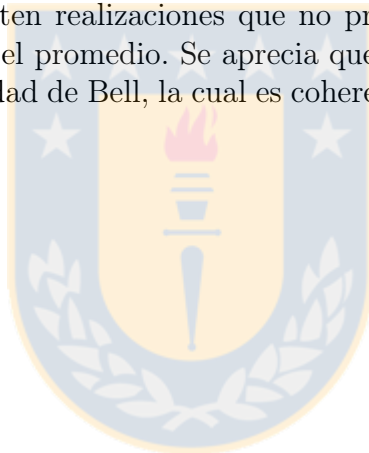 ten realizaciones que no pr
el promedio. Se aprecia que
lad de Bell, la cual es cohere